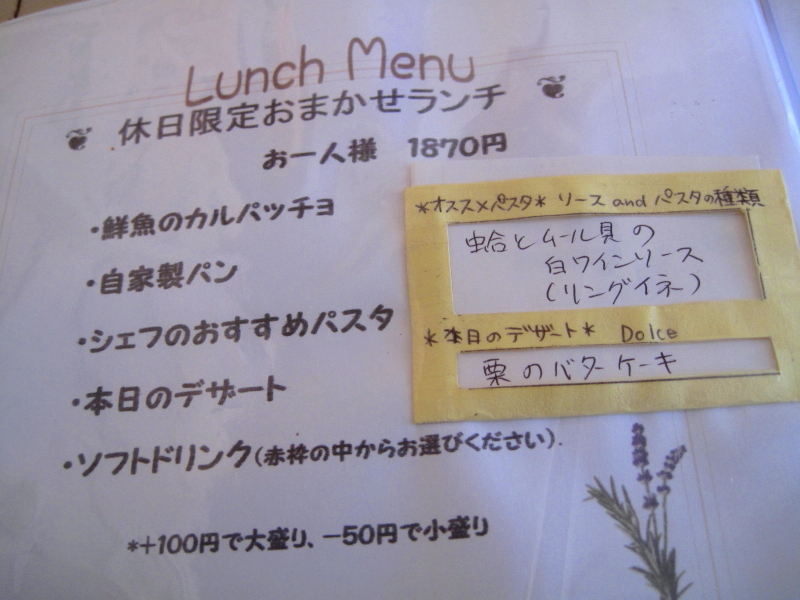 Lunch Menu
休日限定おまかせランチ
お一人様 1870円
・鮮魚のカルパッチョ
・自家製パン
・シェフのおすすめパスタ
・本日のデザート
・ソフトドリンク(赤枠の中からお選びください).
*+100円で大盛り、-50円で小盛り
*オススメパスタ* ソース and パスタの種類
蛤とムール貝の
白ワインソース
(リングイネ)
*本日のデザート* Dolce
栗のバターケーキ